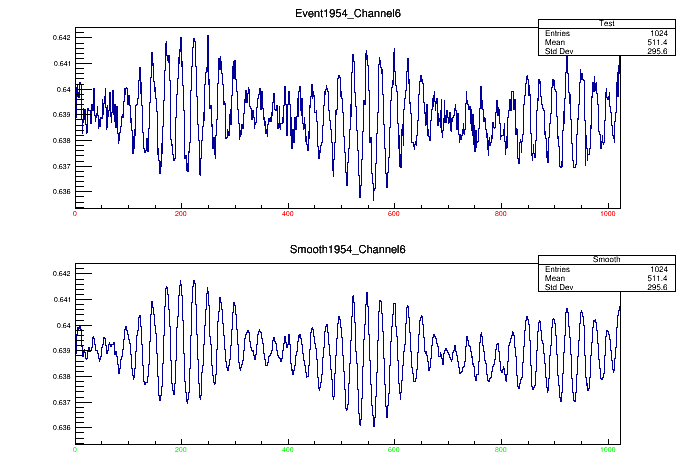 Event1954_Channel6
Test
Entries 1024
Mean 511.4
Std Dev 295.6
0.642
0.641
0.64
0.639
0.638
0.637
0.636
0 200 400 600 800 1000
Smooth1954_Channel6
Smooth
Entries 1024
Mean 511.4
Std Dev 295.6
0.642
0.641
0.64
0.639
0.638
0.637
0.636
0 200 400 600 800 1000